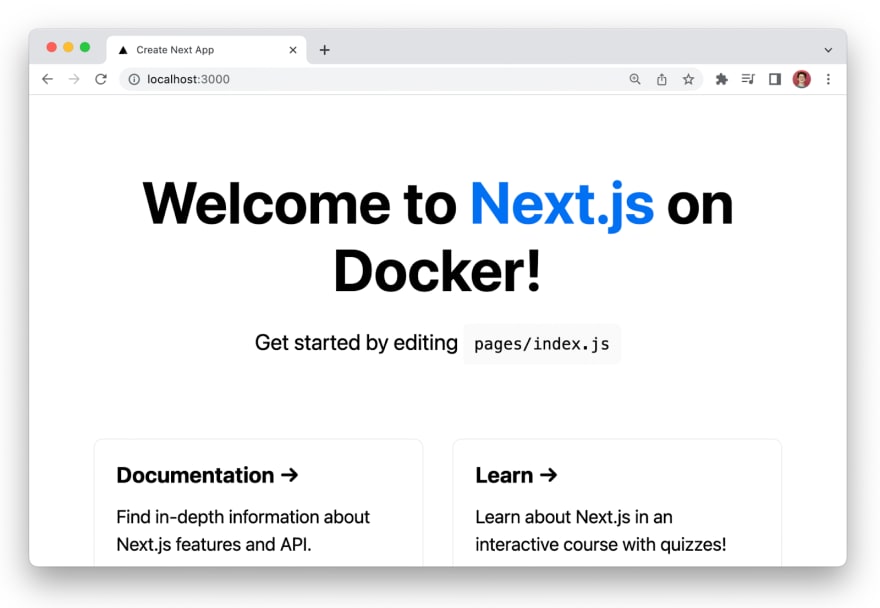 Create Next App
localhost:3000
Welcome to Next.js on
Docker!
Get started by editing pages/index.js
Documentation →
Find in-depth information about
Next.js features and API.
Learn →
Learn about Next.js in an
interactive course with quizzes!